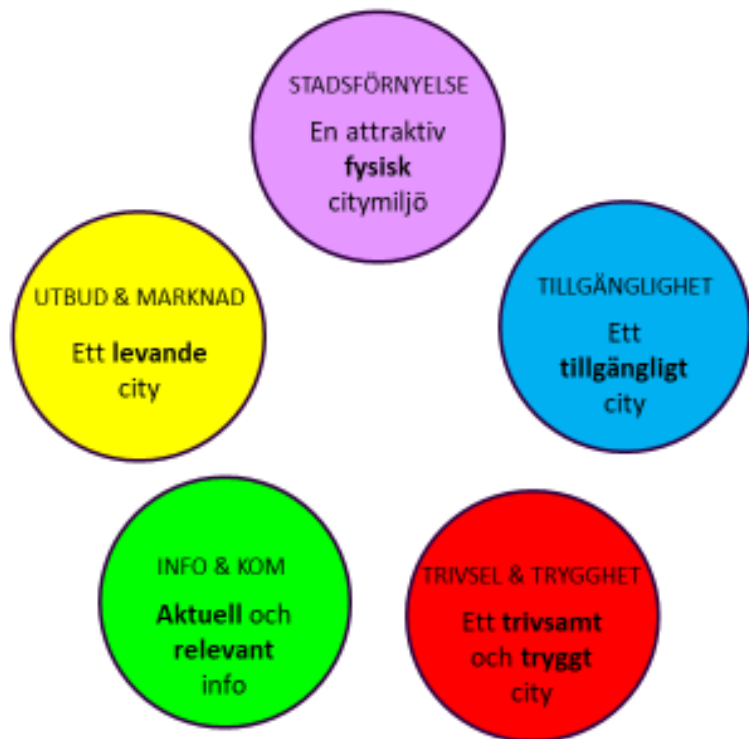 STADSFÖRNYELSE
En attraktiv
fysisk
citymiljö
UTBUD & MARKNAD
Ett levande
city
TILLGÄNGLIGHET
Ett
tillgängligt
city
INFO & KOM
Aktuell och
relevant
info
TRIVSEL & TRYGGHET
Ett trivsamt
och tryggt
city